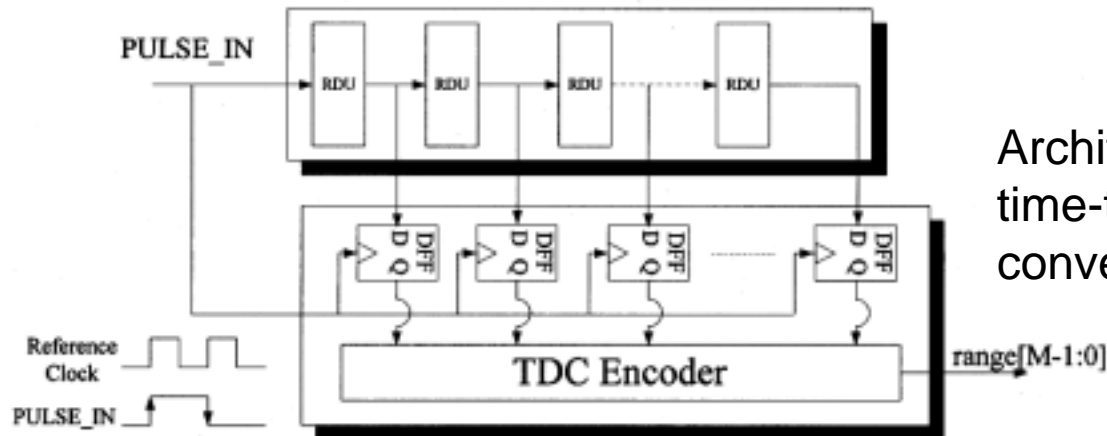 PULSE_IN
RDU
RDU
RDU
RDU
Archi
time-t
conve
D Q DFF
D Q DFF
D Q DFF
D Q DFF
Reference
Clock
PULSE_IN
TDC Encoder
range[M-1:0]